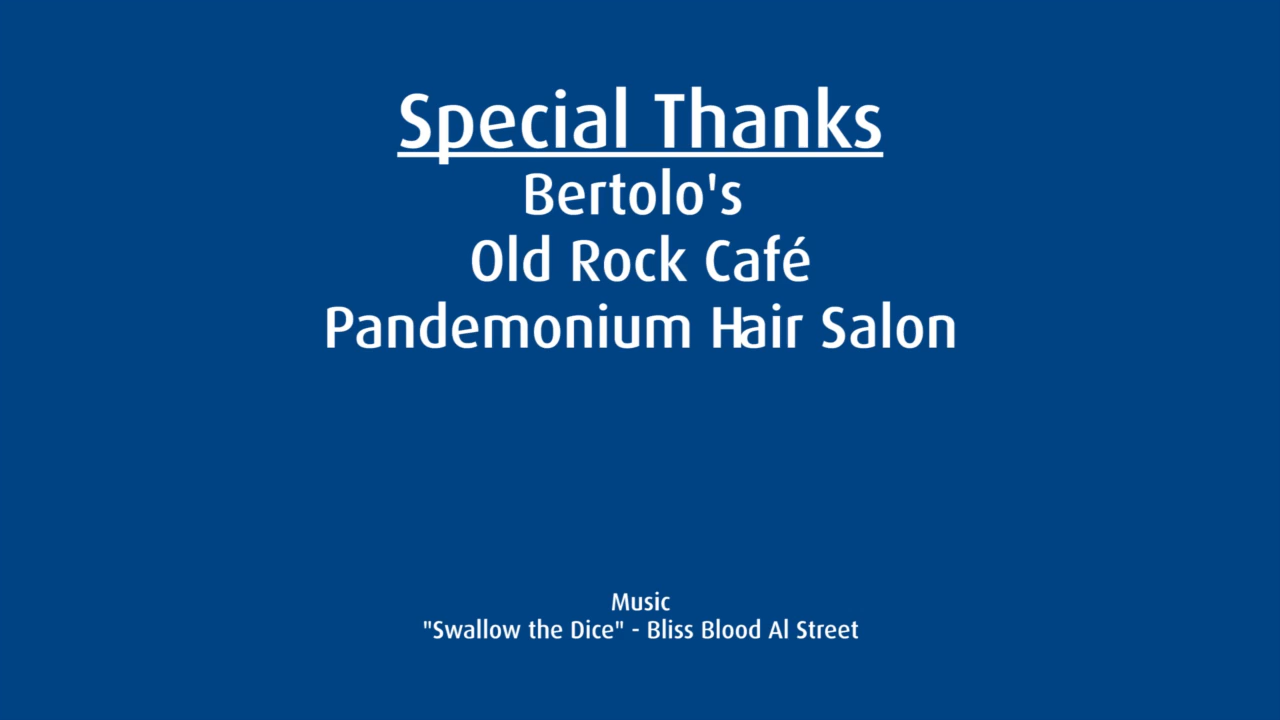 Special Thanks
Bertolo's
Old Rock Café
Pandemonium Hair Salon
Music
"Swallow the Dice" - Bliss Blood Al Street